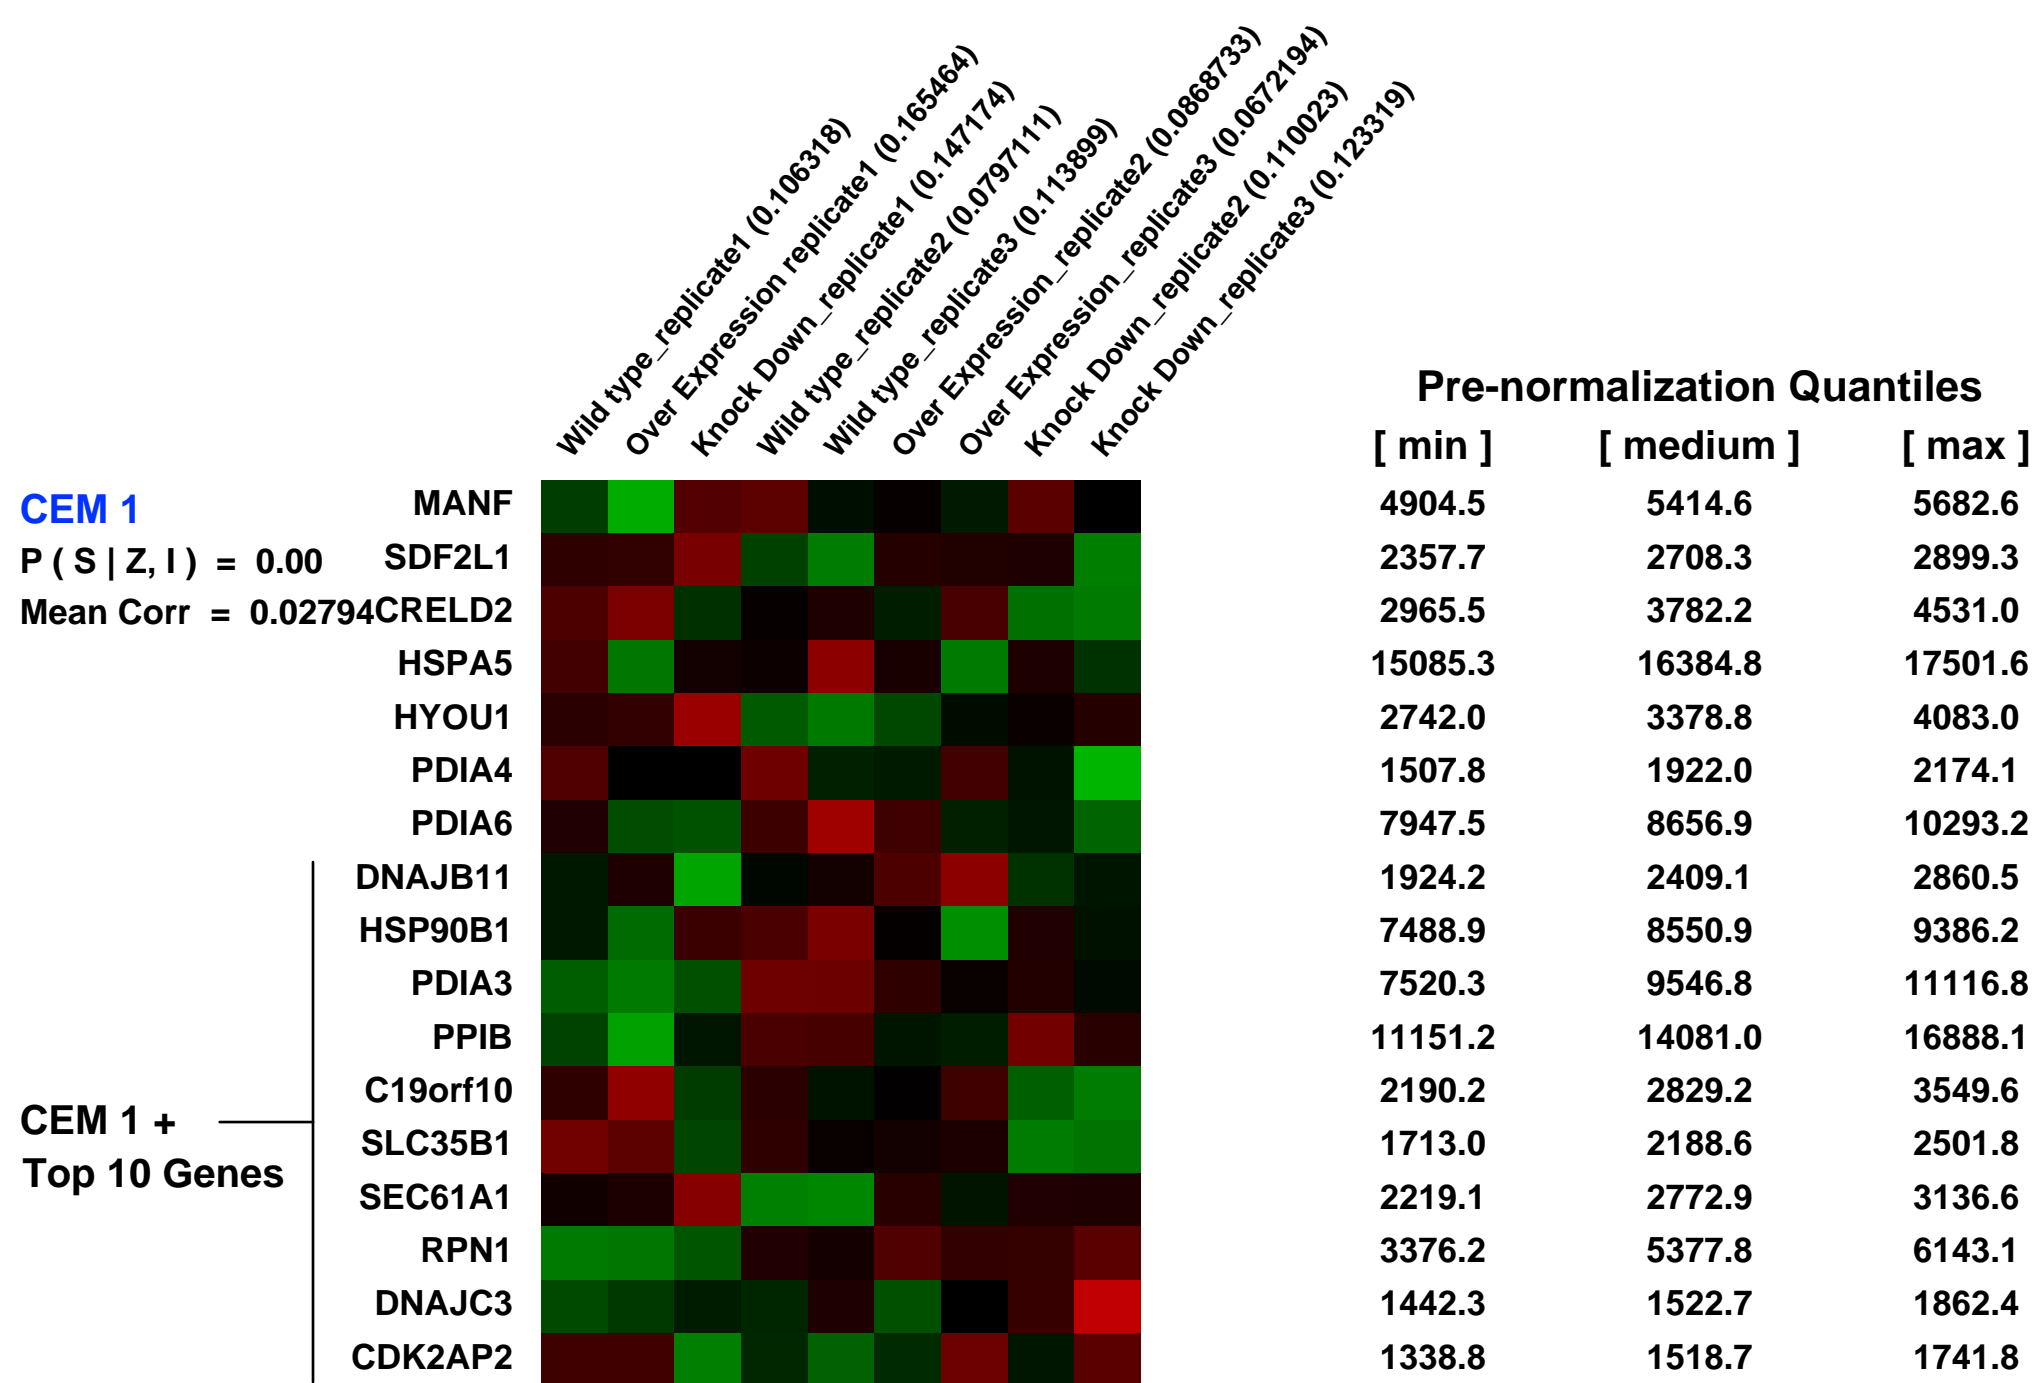 Wild type_replicate1 (0.106318)
Over Expression replicate1 (0.165464)
Knock Down_replicate1 (0.147174)
Wild type_replicate2 (0.0797111)
Wild type_replicate3 (0.113899)
Over Expression_replicate2 (0.0868733)
Over Expression_replicate3 (0.0672194)
Knock Down_replicate2 (0.110023)
Knock Down_replicate3 (0.123319)
Pre-normalization Quantiles
[ min ] [ medium ] [ max ]
CEM 1 MANF 4904.5 5414.6 5682.6
P ( S | Z, I ) = 0.00 SDF2L1 2357.7 2708.3 2899.3
Mean Corr = 0.02794 CRELD2 2965.5 3782.2 4531.0
HSPA5 15085.3 16384.8 17501.6
HYOU1 2742.0 3378.8 4083.0
PDIA4 1507.8 1922.0 2174.1
PDIA6 7947.5 8656.9 10293.2
DNAJB11 1924.2 2409.1 2860.5
HSP90B1 7488.9 8550.9 9386.2
PDIA3 7520.3 9546.8 11116.8
PPIB 11151.2 14081.0 16888.1
C19orf10 2190.2 2829.2 3549.6
CEM 1 +
SLC35B1 1713.0 2188.6 2501.8
Top 10 Genes
SEC61A1 2219.1 2772.9 3136.6
RPN1 3376.2 5377.8 6143.1
DNAJC3 1442.3 1522.7 1862.4
CDK2AP2 1338.8 1518.7 1741.8